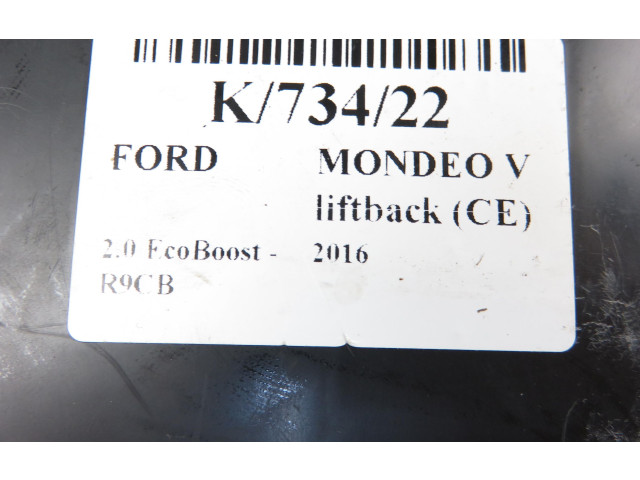 K/734/22
FORD MONDEO V
liftback (CE)
2.0 EcoBoost - 2016
R9CB